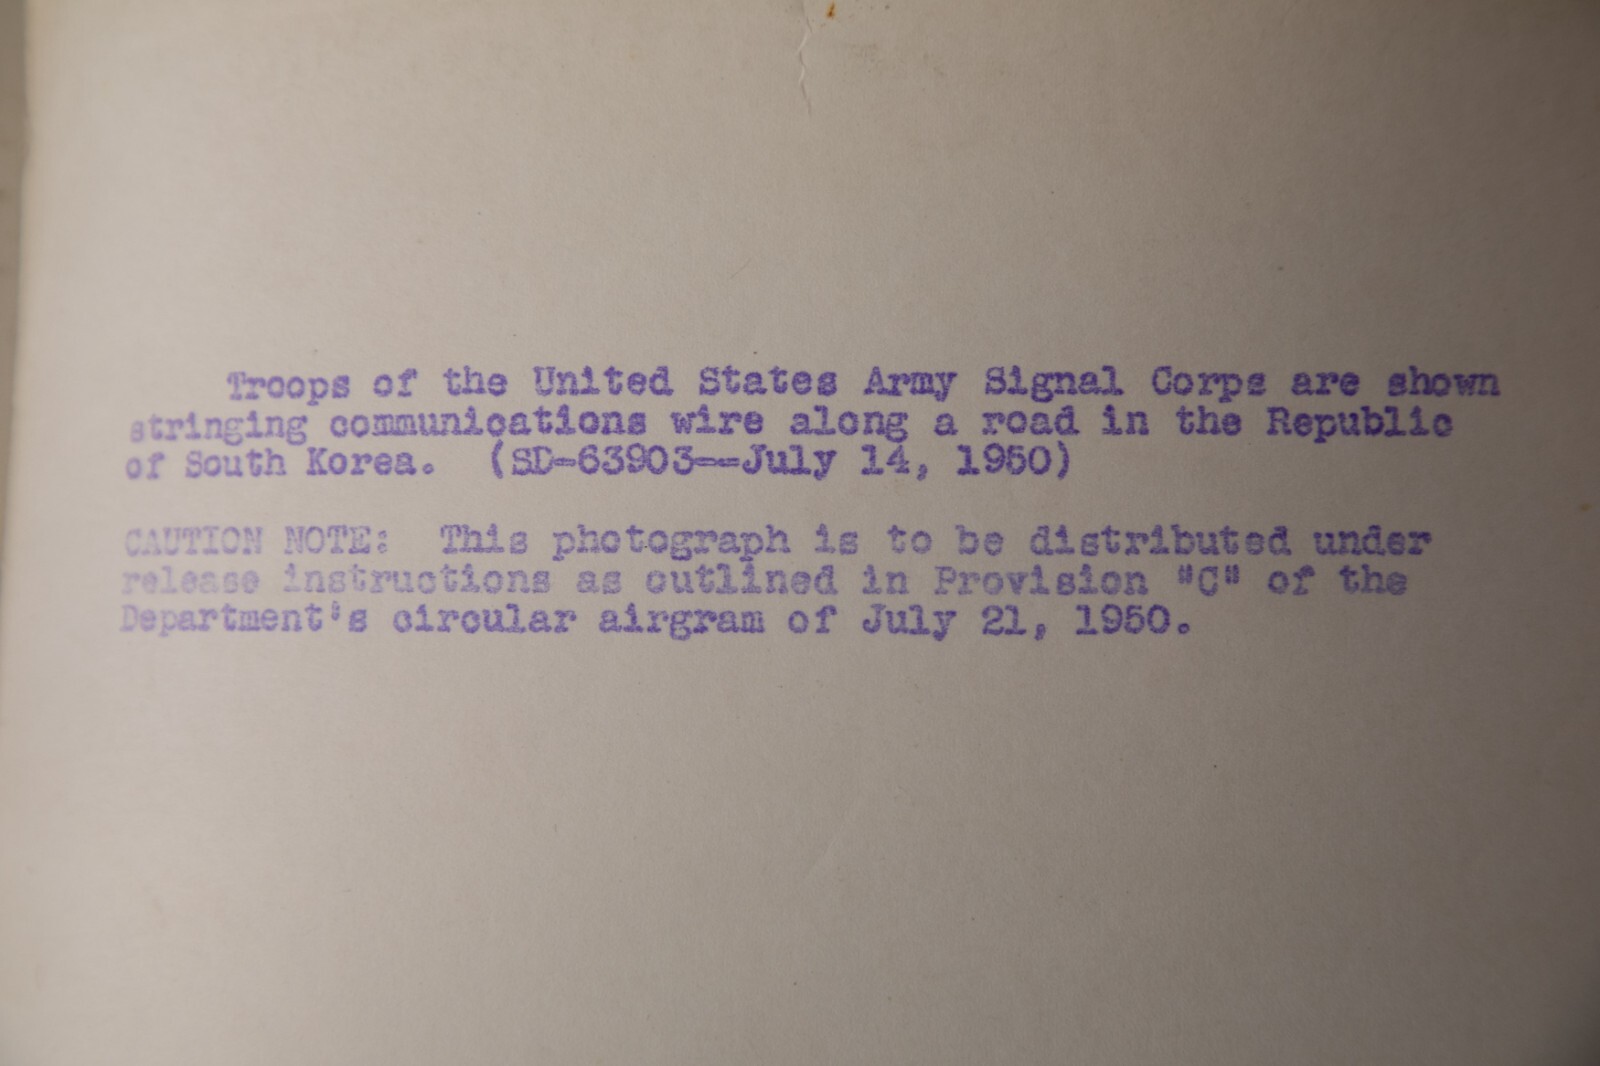 Troops of the United States Army Signal Corps are shown
stringing communications wire along a road in the Republic
of South Korea. (SD-63903--July 14, 1950)
CAUTION NOTE: This photograph is to be distributed under
release instructions as outlined in Provision "C" of the
Department's circular airgram of July 21, 1950.